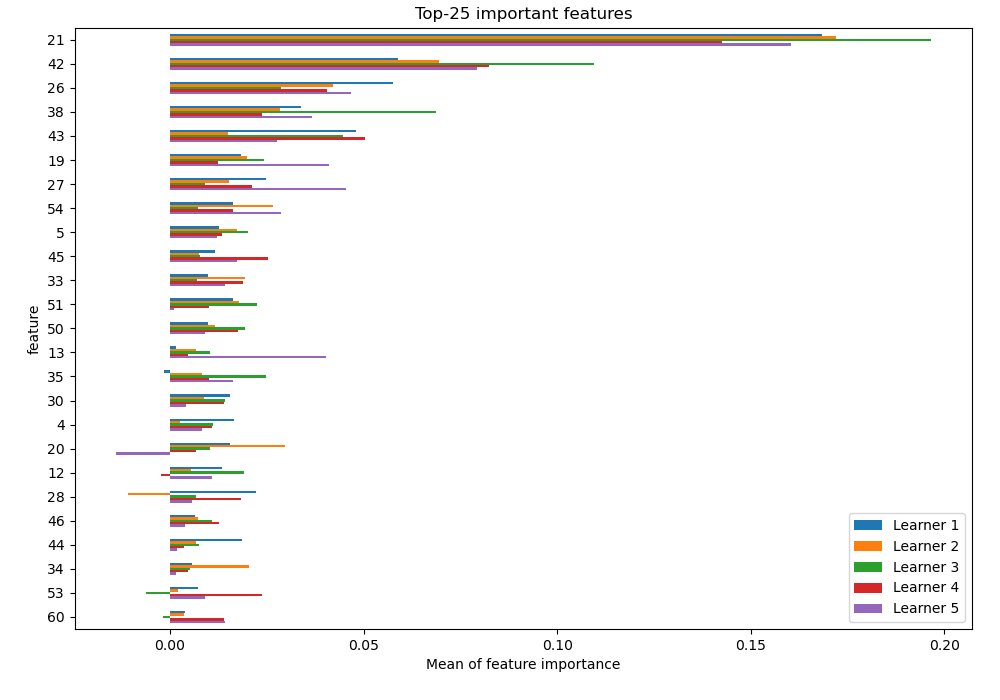 Top-25 important features
feature
21
42
26
38
43
19
27
54
5
45
33
51
50
13
35
30
4
20
12
28
46
44
34
53
60
Learner 1
Learner 2
Learner 3
Learner 4
Learner 5
0.00 0.05 0.10 0.15 0.20
Mean of feature importance